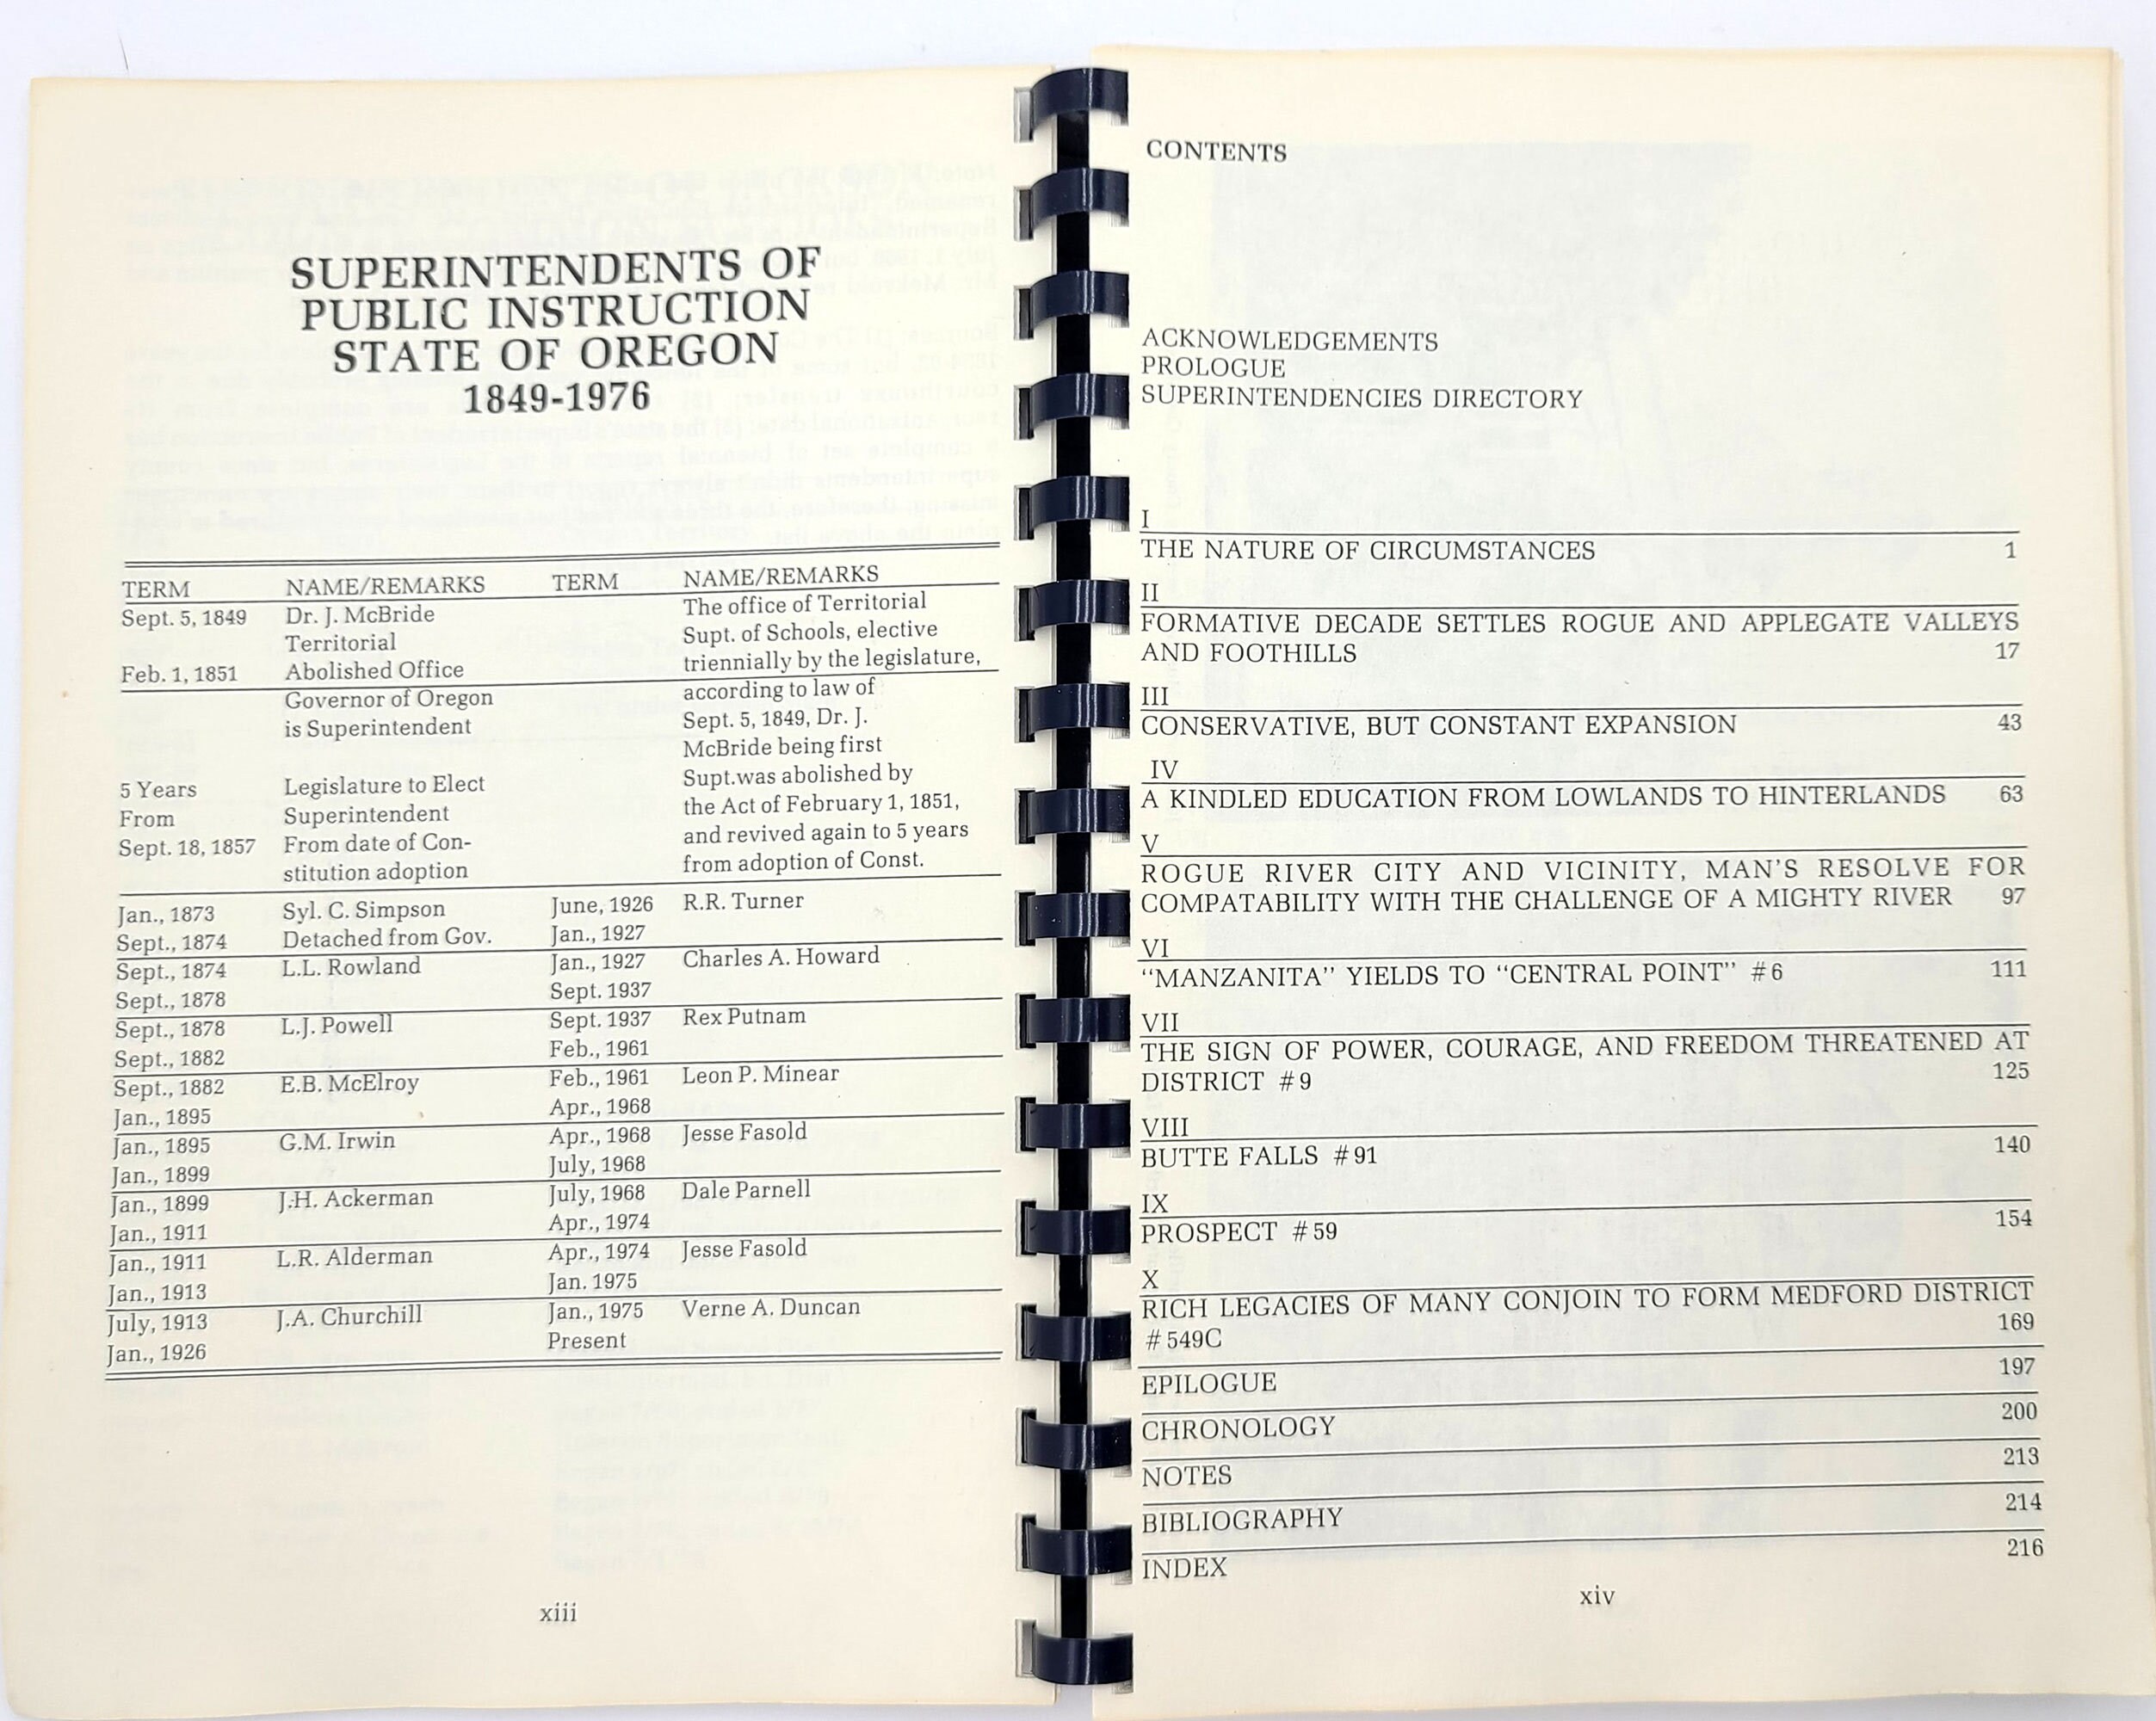 SUPERINTENDENTS OF
PUBLIC INSTRUCTION
STATE OF OREGON
1849-1976
TERM NAME/REMARKS TERM NAME/REMARKS
Sept. 5, 1849 Dr. J. McBride The office of Territorial
Territorial Supt. of Schools, elective
Feb. 1, 1851 Abolished Office triennially by the legislature,
Governor of Oregon according to law of
is Superintendent Sept. 5, 1849, Dr. J.
McBride being first
5 Years Legislature to Elect Supt.was abolished by
From Superintendent the Act of February 1, 1851,
Sept. 18, 1857 From date of Con- and revived again to 5 years
stitution adoption from adoption of Const.
Jan., 1873 Syl. C. Simpson June, 1926 R.R. Turner
Sept., 1874 Detached from Gov. Jan., 1927
Sept., 1874 L.L. Rowland Jan., 1927 Charles A. Howard
Sept., 1878 Sept. 1937
Sept., 1878 L.J. Powell Sept. 1937 Rex Putnam
Sept., 1882 Feb., 1961
Sept., 1882 E.B. McElroy Feb., 1961 Leon P. Minear
Jan., 1895 Apr., 1968
Jan., 1895 G.M. Irwin Apr., 1968 Jesse Fasold
Jan., 1899 July, 1968
Jan., 1899 J.H. Ackerman July, 1968 Dale Parnell
Jan., 1911 Apr., 1974
Jan., 1911 L.R. Alderman Apr., 1974 Jesse Fasold
Jan., 1913 Jan. 1975
July, 1913 J.A. Churchill Jan., 1975 Verne A. Duncan
Jan., 1926 Present
xiii
CONTENTS
ACKNOWLEDGEMENTS
PROLOGUE
SUPERINTENDENCIES DIRECTORY
I
THE NATURE OF CIRCUMSTANCES 1
II
FORMATIVE DECADE SETTLES ROGUE AND APPLEGATE VALLEYS
AND FOOTHILLS 17
III
CONSERVATIVE, BUT CONSTANT EXPANSION 43
IV
A KINDLED EDUCATION FROM LOWLANDS TO HINTERLANDS 63
V
ROGUE RIVER CITY AND VICINITY, MAN'S RESOLVE FOR
COMPATABILITY WITH THE CHALLENGE OF A MIGHTY RIVER 97
VI
"MANZANITA" YIELDS TO "CENTRAL POINT" #6 111
VII
THE SIGN OF POWER, COURAGE, AND FREEDOM THREATENED AT
DISTRICT #9 125
VIII
BUTTE FALLS #91 140
IX
PROSPECT #59 154
X
RICH LEGACIES OF MANY CONJOIN TO FORM MEDFORD DISTRICT
#549C 169
EPILOGUE 197
CHRONOLOGY 200
NOTES 213
BIBLIOGRAPHY 214
INDEX 216
xiv